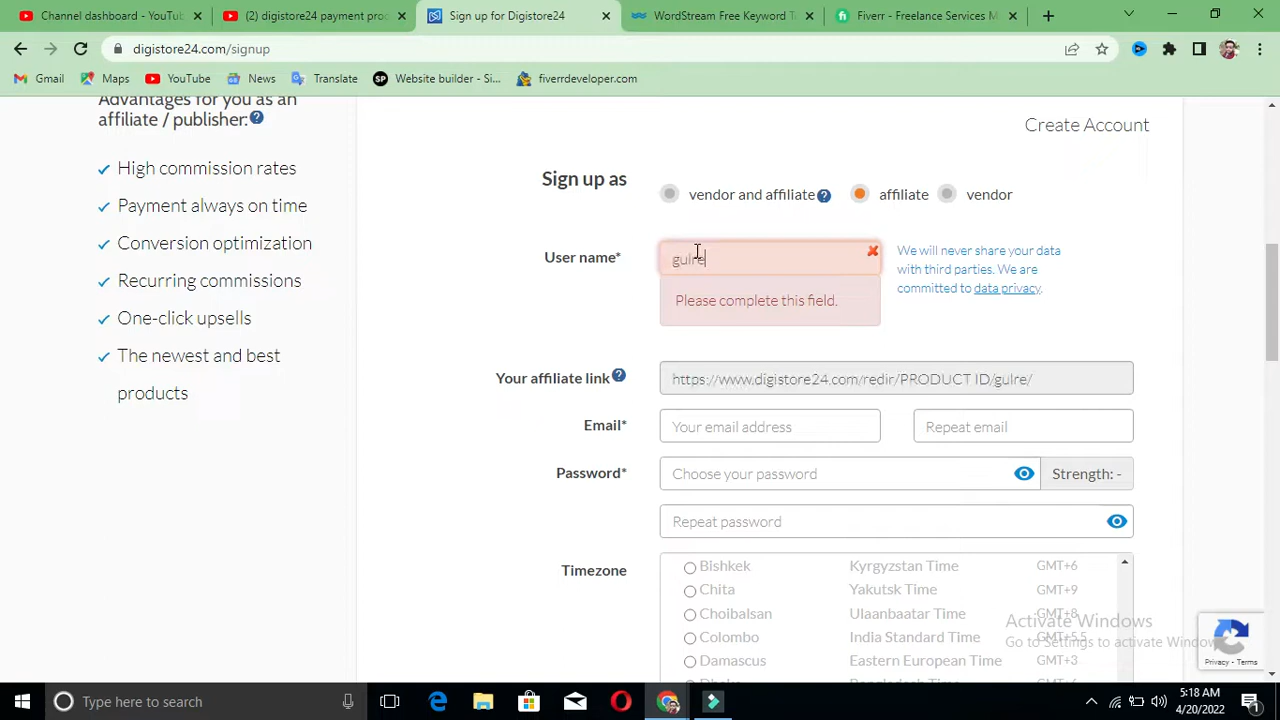 Channel dashboard - YouTu
(2) digistore24 payment proo
Sign up for Digistore24
WordStream Free Keyword T
Fiverr - Freelance Services M
digistore24.com/signup
Gmail
Maps
YouTube
News
Translate
Website builder - Si...
fiverrdeveloper.com
Advantages for you as an
affiliate / publisher:
High commission rates
Payment always on time
Conversion optimization
Recurring commissions
One-click upsells
The newest and best
products
Create Account
Sign up as
vendor and affiliate
affiliate
vendor
User name*
gulre
Please complete this field.
We will never share your data
with third parties. We are
committed to data privacy.
Your affiliate link
https://www.digistore24.com/redir/PRODUCT ID/gulre/
Email*
Your email address
Repeat email
Password*
Choose your password
Strength: -
Repeat password
Timezone
Bishkek Kyrgyzstan Time GMT+6
Chita Yakutsk Time GMT+9
Choibalsan Ulaanbaatar Time GMT+8
Colombo India Standard Time GMT+5.5
Damascus Eastern European Time GMT+3
Activate Windows
Go to Settings to activate Window
Privacy - Terms
Type here to search
5:18 AM
4/20/2022